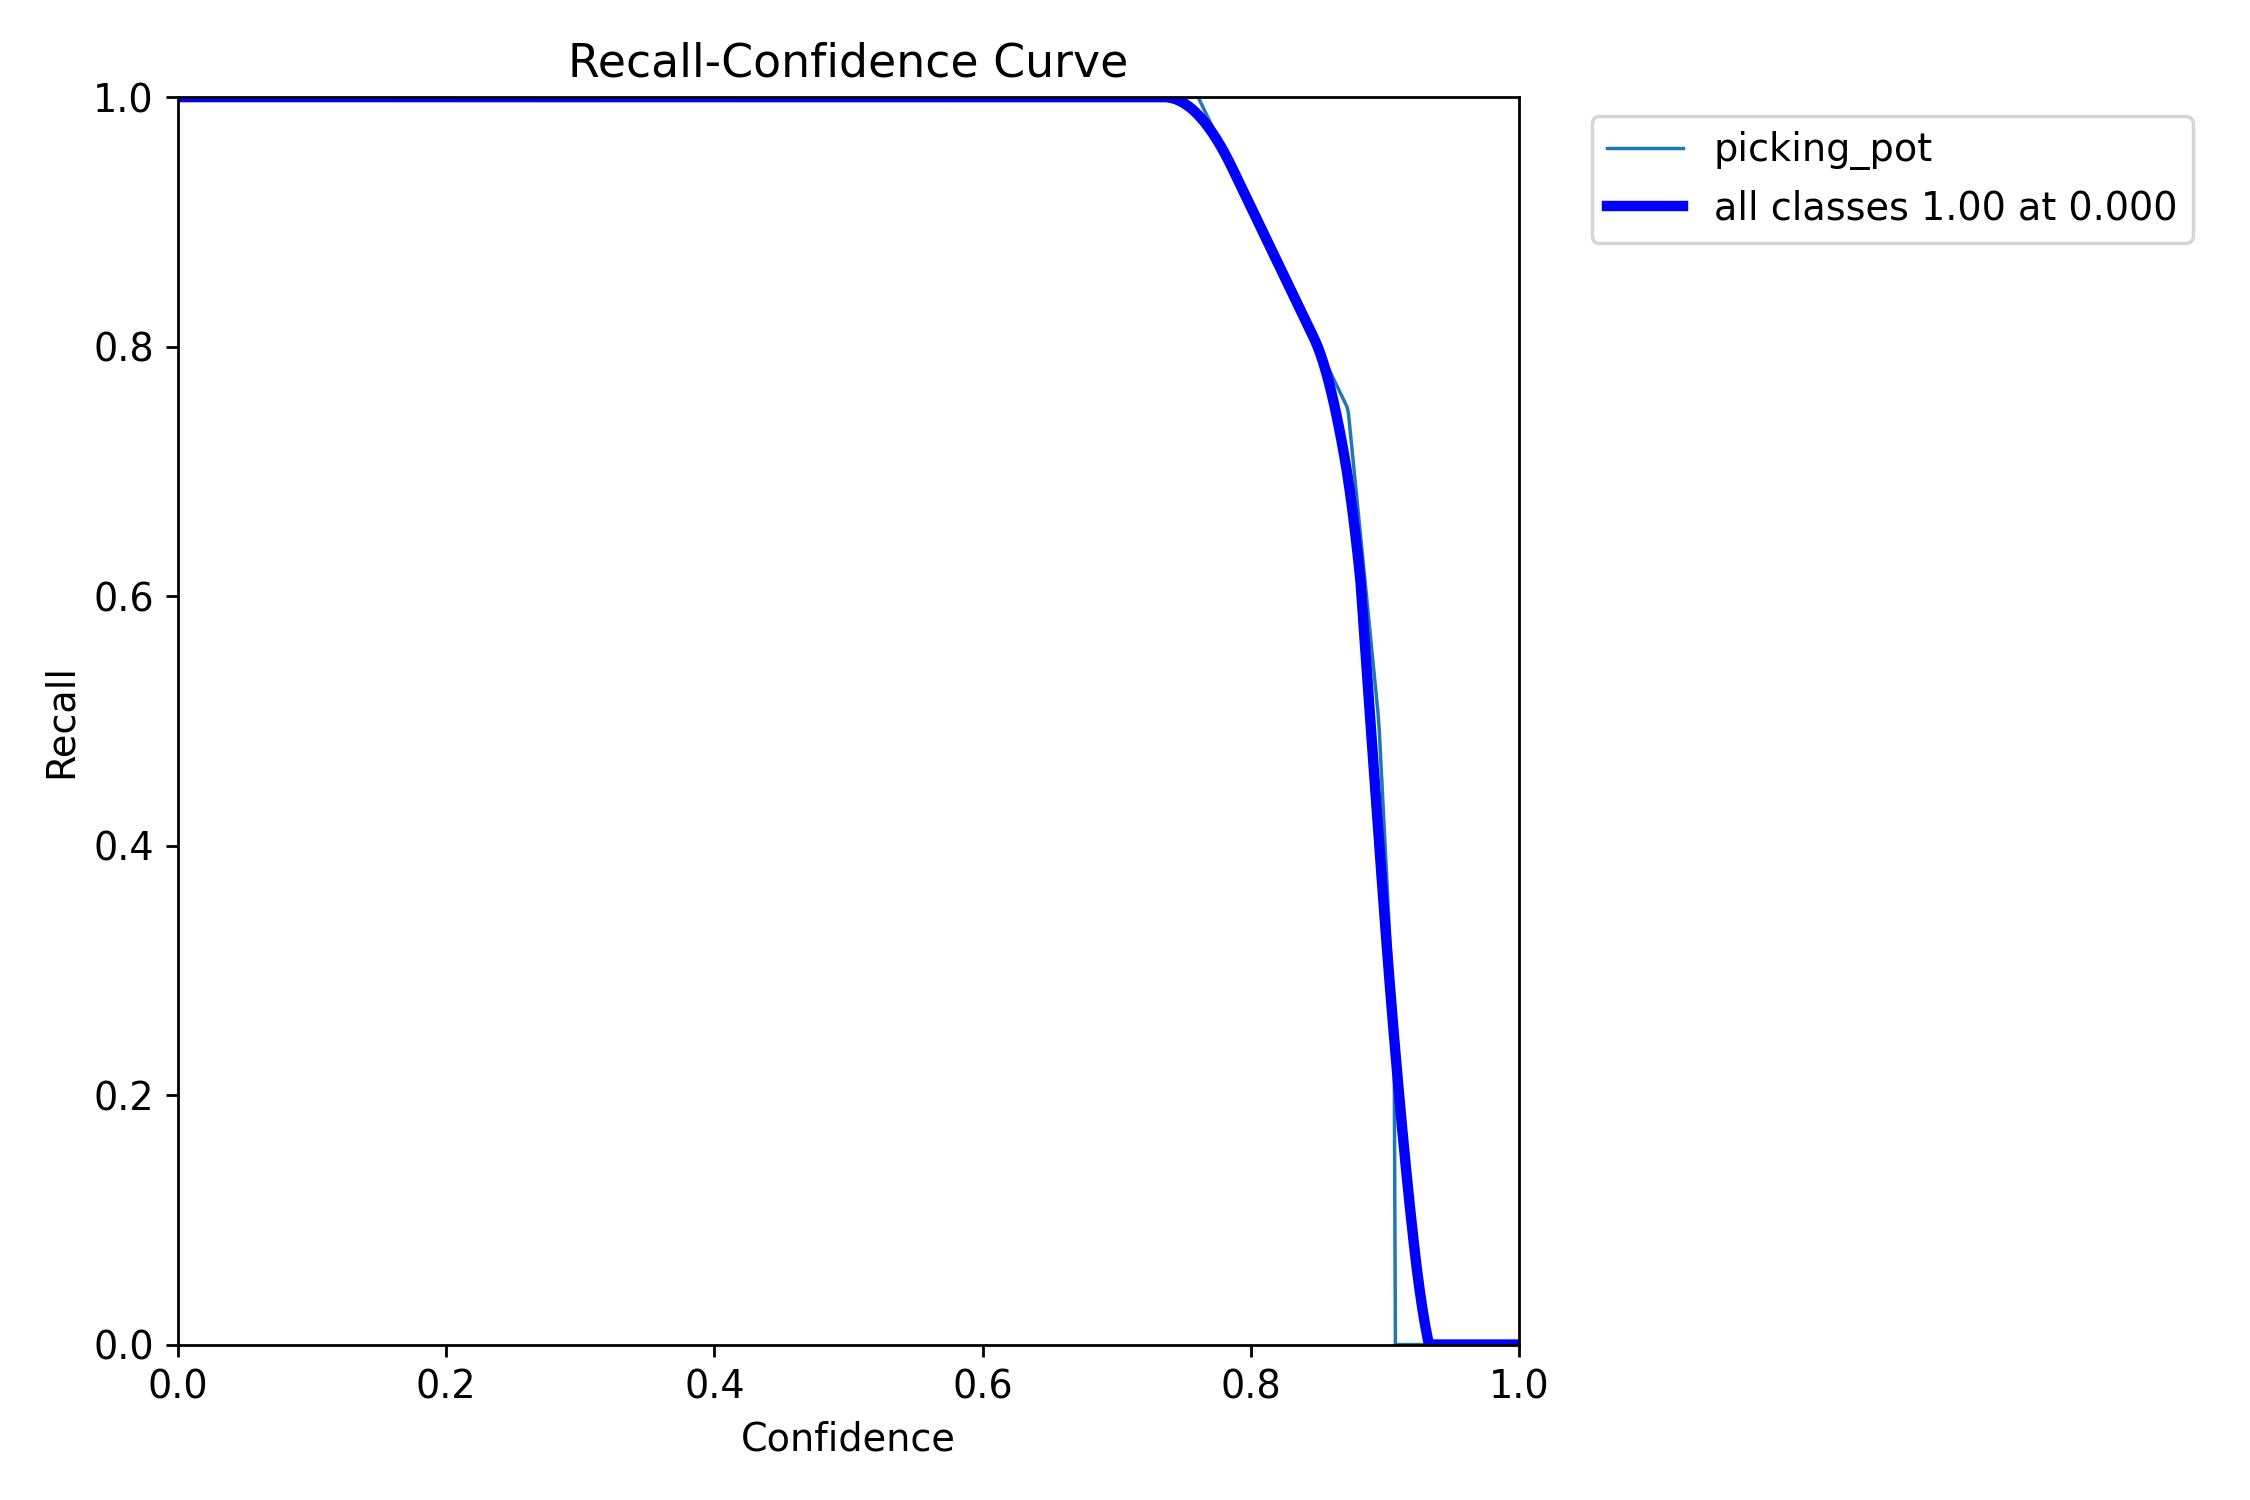 Recall-Confidence Curve
1.0
0.8
0.6
0.4
0.2
0.0
Recall
0.0 0.2 0.4 0.6 0.8 1.0
Confidence
picking_pot
all classes 1.00 at 0.000